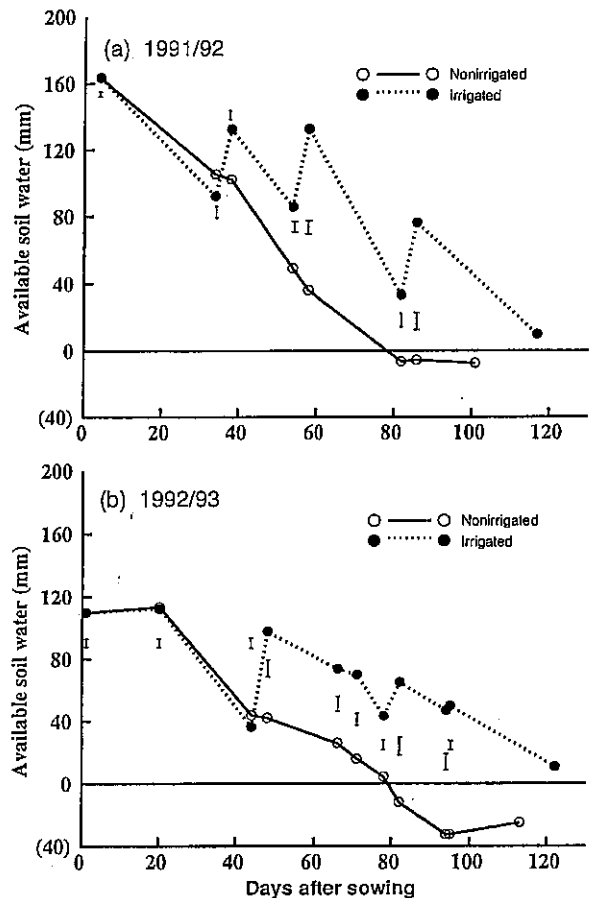 200
(a) 1991/92
Nonirrigated
Irrigated
160
120
80
40
0
(40)
Available soil water (mm)
0 20 40 60 80 100 120
200
(b) 1992/93
Nonirrigated
Irrigated
160
120
80
40
0
(40)
Available soil water (mm)
0 20 40 60 80 100 120
Days after sowing